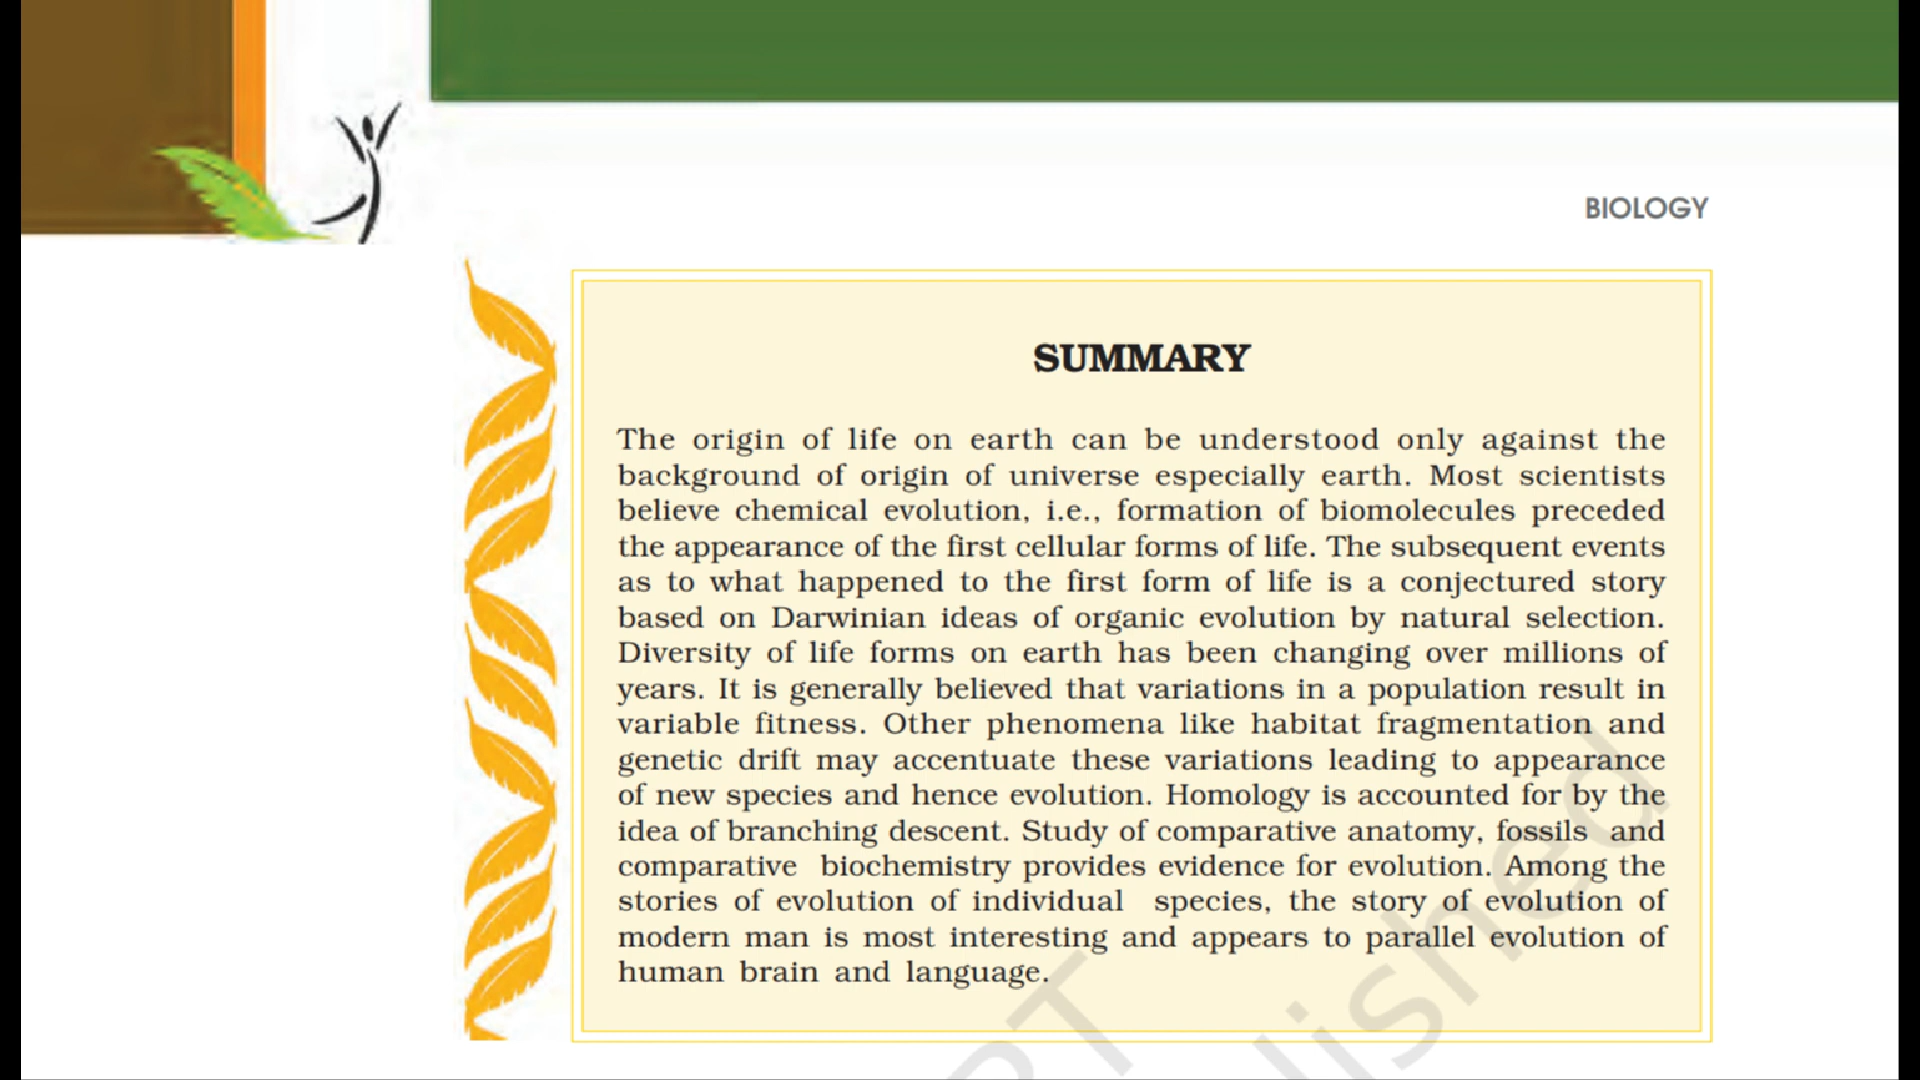 BIOLOGY
SUMMARY
The origin of life on earth can be understood only against the
background of origin of universe especially earth. Most scientists
believe chemical evolution, i.e., formation of biomolecules preceded
the appearance of the first cellular forms of life. The subsequent events
as to what happened to the first form of life is a conjectured story
based on Darwinian ideas of organic evolution by natural selection.
Diversity of life forms on earth has been changing over millions of
years. It is generally believed that variations in a population result in
variable fitness. Other phenomena like habitat fragmentation and
genetic drift may accentuate these variations leading to appearance
of new species and hence evolution. Homology is accounted for by the
idea of branching descent. Study of comparative anatomy, fossils and
comparative biochemistry provides evidence for evolution. Among the
stories of evolution of individual species, the story of evolution of
modern man is most interesting and appears to parallel evolution of
human brain and language.